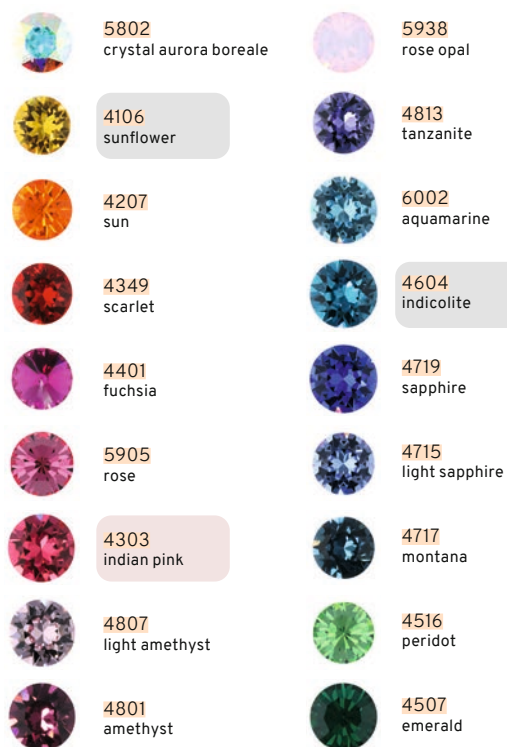 5802
crystal aurora boreale
4106
sunflower
4207
sun
4349
scarlet
4401
fuchsia
5905
rose
4303
indian pink
4807
light amethyst
4801
amethyst
5938
rose opal
4813
tanzanite
6002
aquamarine
4604
indicolite
4719
sapphire
4715
light sapphire
4717
montana
4516
peridot
4507
emerald